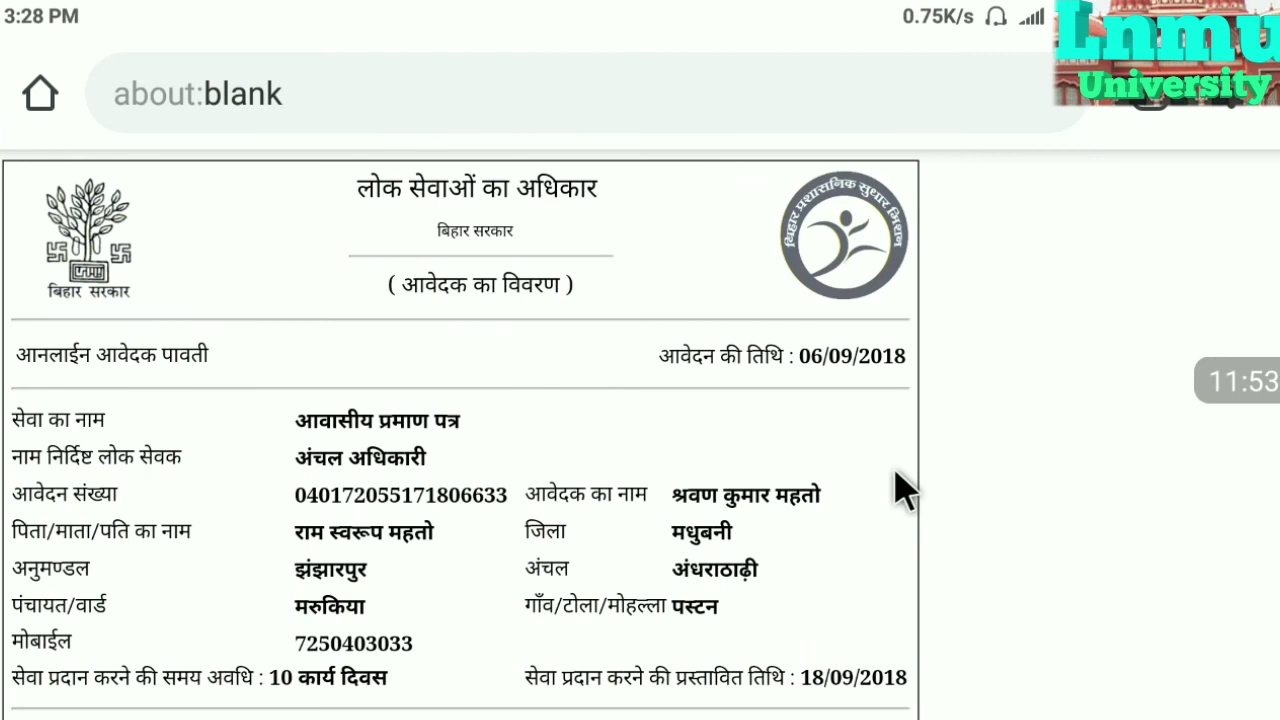 3:28 PM 0.75K/s
Lnmu
University
about:blank
लोक सेवाओं का अधिकार
बिहार सरकार
( आवेदक का विवरण )
बिहार सरकार
बिहार प्रशासनिक सुधार मिशन
आनलाईन आवेदक पावती आवेदन की तिथि : 06/09/2018
11:53
सेवा का नाम आवासीय प्रमाण पत्र
नाम निर्दिष्ट लोक सेवक अंचल अधिकारी
आवेदन संख्या 040172055171806633 आवेदक का नाम श्रवण कुमार महतो
पिता/माता/पति का नाम राम स्वरूप महतो जिला मधुबनी
अनुमण्डल झंझारपुर अंचल अंधराठाढ़ी
पंचायत/वार्ड मरुकिया गाँव/टोला/मोहल्ला पस्टन
मोबाईल 7250403033
सेवा प्रदान करने की समय अवधि : 10 कार्य दिवस सेवा प्रदान करने की प्रस्तावित तिथि : 18/09/2018